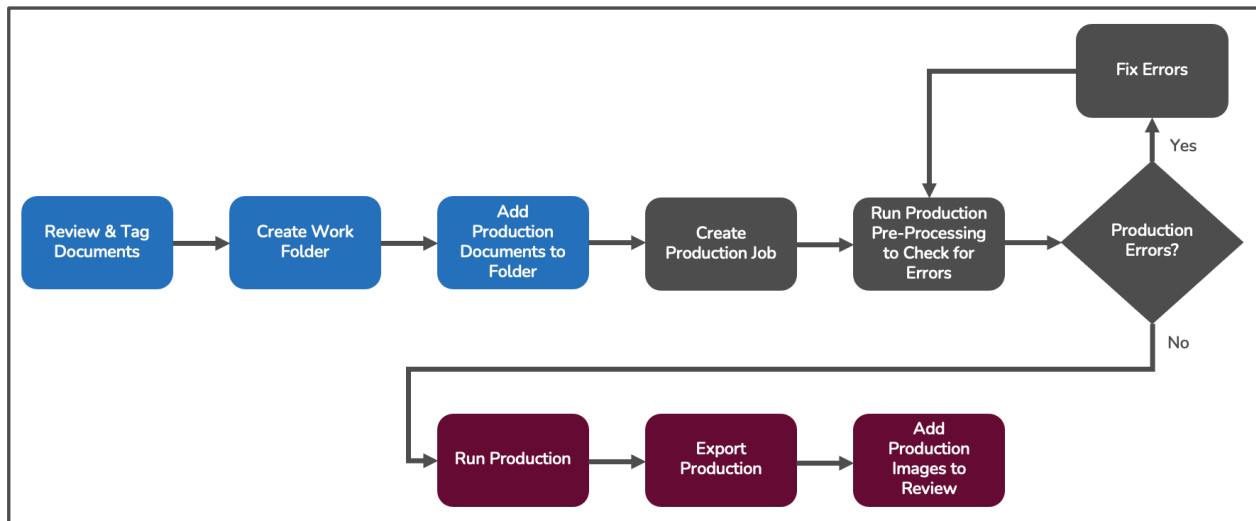 Review & Tag
Documents
Create Work
Folder
Add
Production
Documents to
Folder
Create
Production Job
Run Production
Pre-Processing
to Check for
Errors
Production
Errors?
Yes
Fix Errors
No
Run Production
Export
Production
Add
Production
Images to
Review